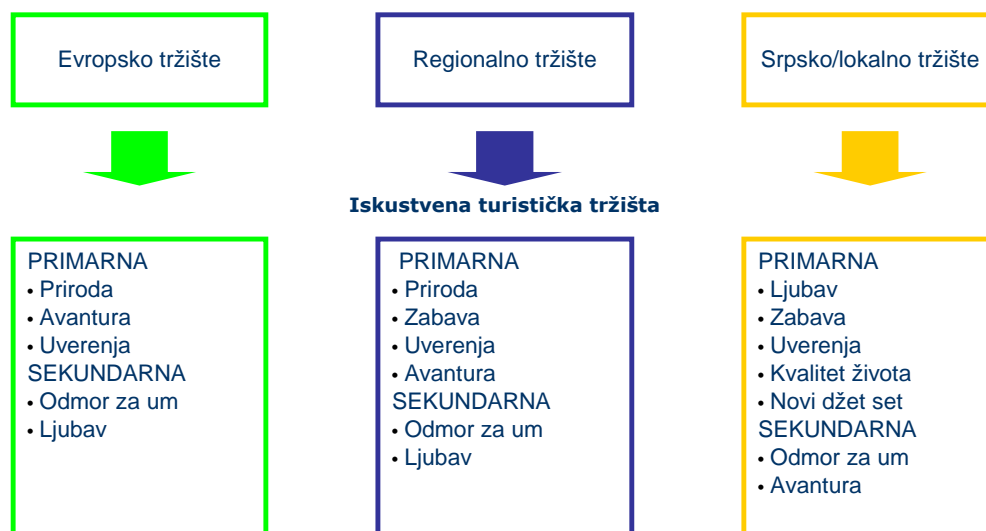 Evropsko tržište
Regionalno tržište
Srpsko/lokalno tržište
Iskustvena turistička tržišta
PRIMARNA
• Priroda
• Avantura
• Uverenja
SEKUNDARNA
• Odmor za um
• Ljubav
PRIMARNA
• Priroda
• Zabava
• Uverenja
• Avantura
SEKUNDARNA
• Odmor za um
• Ljubav
PRIMARNA
• Ljubav
• Zabava
• Uverenja
• Kvalitet života
• Novi džet set
SEKUNDARNA
• Odmor za um
• Avantura